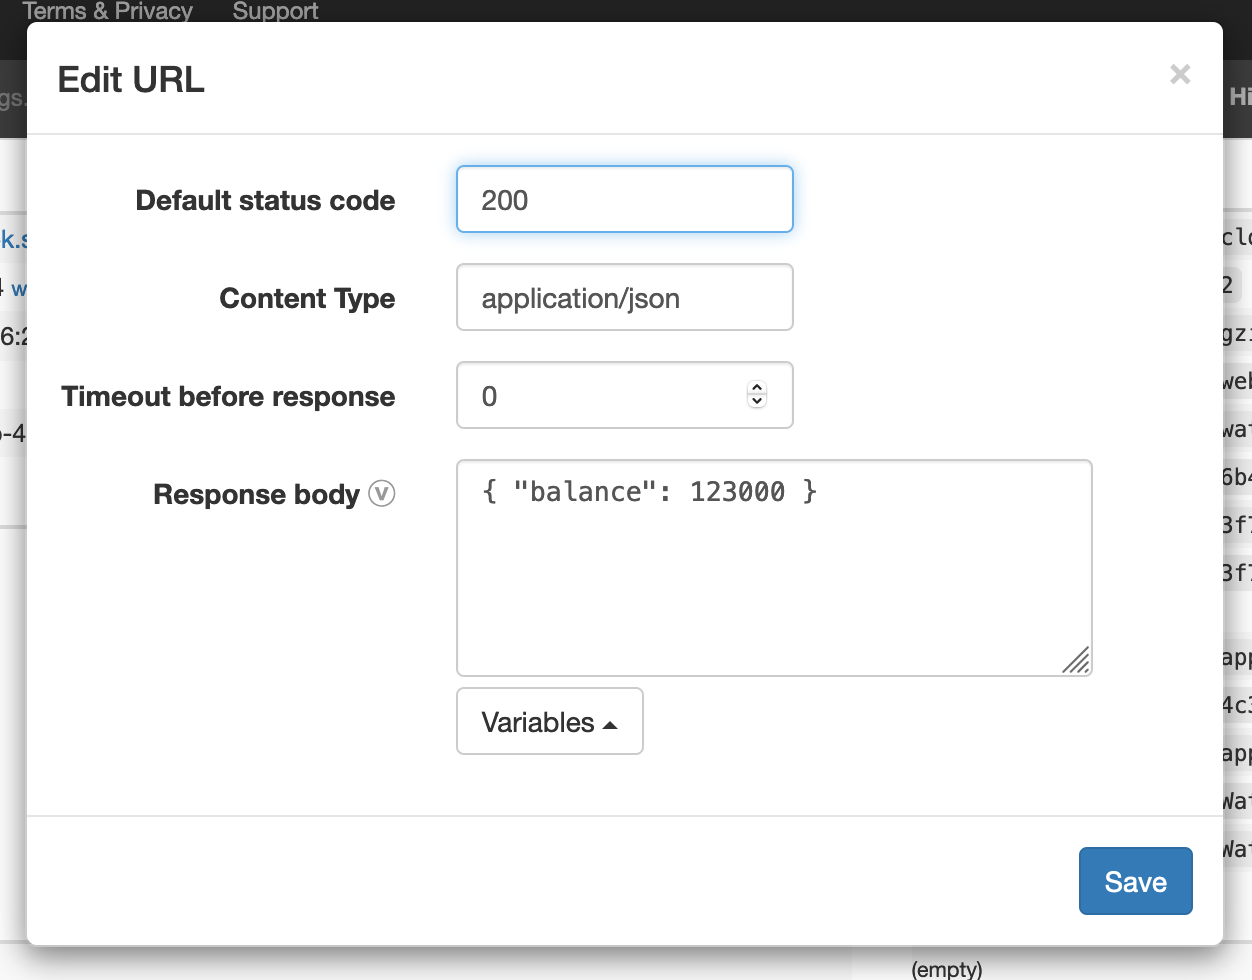 Terms & Privacy Support
Edit URL
×
Default status code 200
Content Type application/json
Timeout before response 0
Response body V { "balance": 123000 }
Variables
Save
(empty)